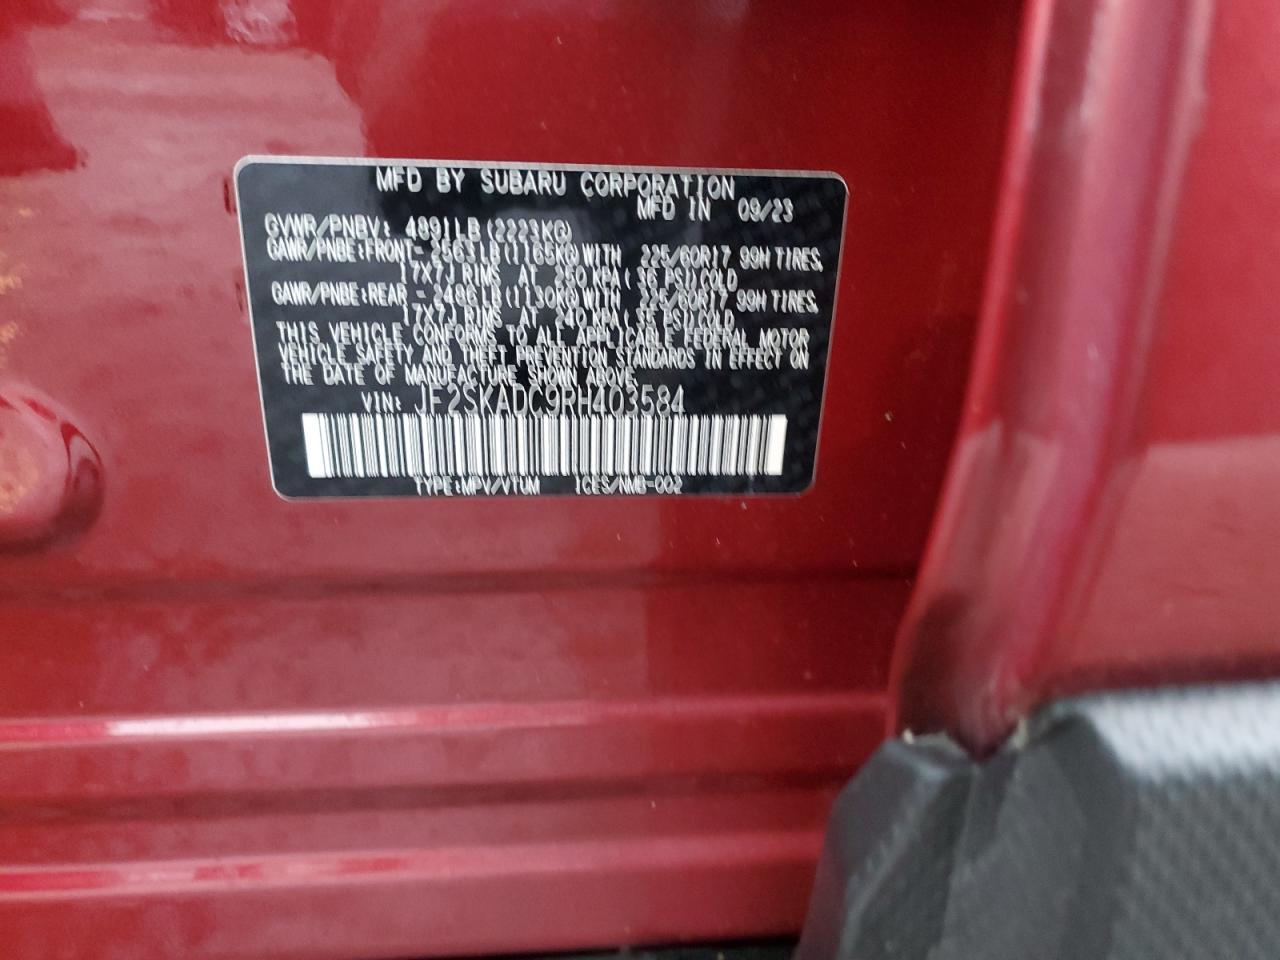 MFD BY SUBARU CORPORATION
MFD IN 09/23
GVWR/PNBV: 4891LB(2223KG)
GAWR/PNBE:FRONT- 2563LB(1165KG)WITH 225/60R17 99H TIRES,
17X7J RIMS AT 250 KPA( 36 PSI)COLD
GAWR/PNBE:REAR - 2486LB(1130KG)WITH 225/60R17 99H TIRES,
17X7J RIMS AT 240 KPA( 35 PSI)COLD
THIS VEHICLE CONFORMS TO ALL APPLICABLE FEDERAL MOTOR
VEHICLE SAFETY AND THEFT PREVENTION STANDARDS IN EFFECT ON
THE DATE OF MANUFACTURE SHOWN ABOVE.
VIN: JF2SKADC9RH403584
TYPE:MPV/VTUM ICES/NMB-002